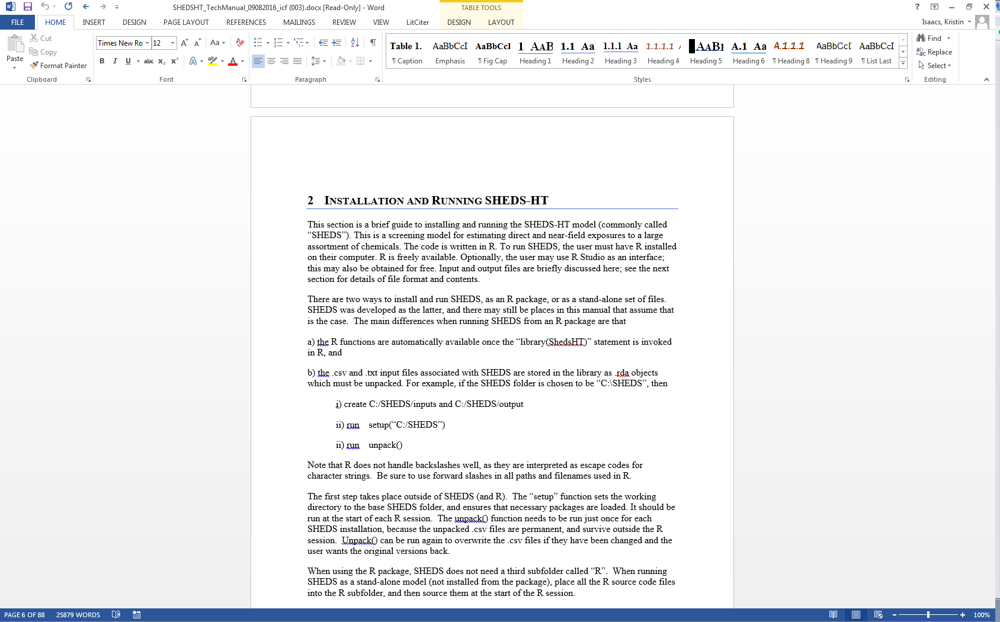 SHEDSHT_TechManual_09082016_icf (003).docx [Read-Only] - Word
TABLE TOOLS
?
FILE HOME INSERT DESIGN PAGE LAYOUT REFERENCES MAILINGS REVIEW VIEW LitCiter DESIGN LAYOUT
Isaacs, Kristin
Paste
Cut
Copy
Format Painter
Clipboard
Times New Ro 12
Font
Paragraph
Table 1. AaBbCcI AaBbCcI 1 AaB 1.1 Aa 1.1.1 Aa 1.1.1.1 AaBI A.1 Aa A.1.1.1 AaBbCcI AaBbCcI
¶ Caption Emphasis ¶ Fig Cap Heading 1 Heading 2 Heading 3 Heading 4 Heading 5 Heading 6 ¶ Heading 8 ¶ Heading 9 ¶ List Last
Styles
Find
Replace
Select
Editing
2 INSTALLATION AND RUNNING SHEDS-HT
This section is a brief guide to installing and running the SHEDS-HT model (commonly called
“SHEDS”). This is a screening model for estimating direct and near-field exposures to a large
assortment of chemicals. The code is written in R. To run SHEDS, the user must have R installed
on their computer. R is freely available. Optionally, the user may use R Studio as an interface;
this may also be obtained for free. Input and output files are briefly discussed here; see the next
section for details of file format and contents.
There are two ways to install and run SHEDS, as an R package, or as a stand-alone set of files.
SHEDS was developed as the latter, and there may still be places in this manual that assume that
is the case. The main differences when running SHEDS from an R package are that
a) the R functions are automatically available once the “library(ShedsHT)” statement is invoked
in R, and
b) the .csv and .txt input files associated with SHEDS are stored in the library as .rda objects
which must be unpacked. For example, if the SHEDS folder is chosen to be “C:\SHEDS”, then
i) create C:/SHEDS/inputs and C:/SHEDS/output
ii) run setup(“C:/SHEDS”)
ii) run unpack()
Note that R does not handle backslashes well, as they are interpreted as escape codes for
character strings. Be sure to use forward slashes in all paths and filenames used in R.
The first step takes place outside of SHEDS (and R). The “setup” function sets the working
directory to the base SHEDS folder, and ensures that necessary packages are loaded. It should be
run at the start of each R session. The unpack() function needs to be run just once for each
SHEDS installation, because the unpacked .csv files are permanent, and survive outside the R
session. Unpack() can be run again to overwrite the .csv files if they have been changed and the
user wants the original versions back.
When using the R package, SHEDS does not need a third subfolder called “R”. When running
SHEDS as a stand-alone model (not installed from the package), place all the R source code files
into the R subfolder, and then source them at the start of the R session.
PAGE 6 OF 88 25879 WORDS
100%